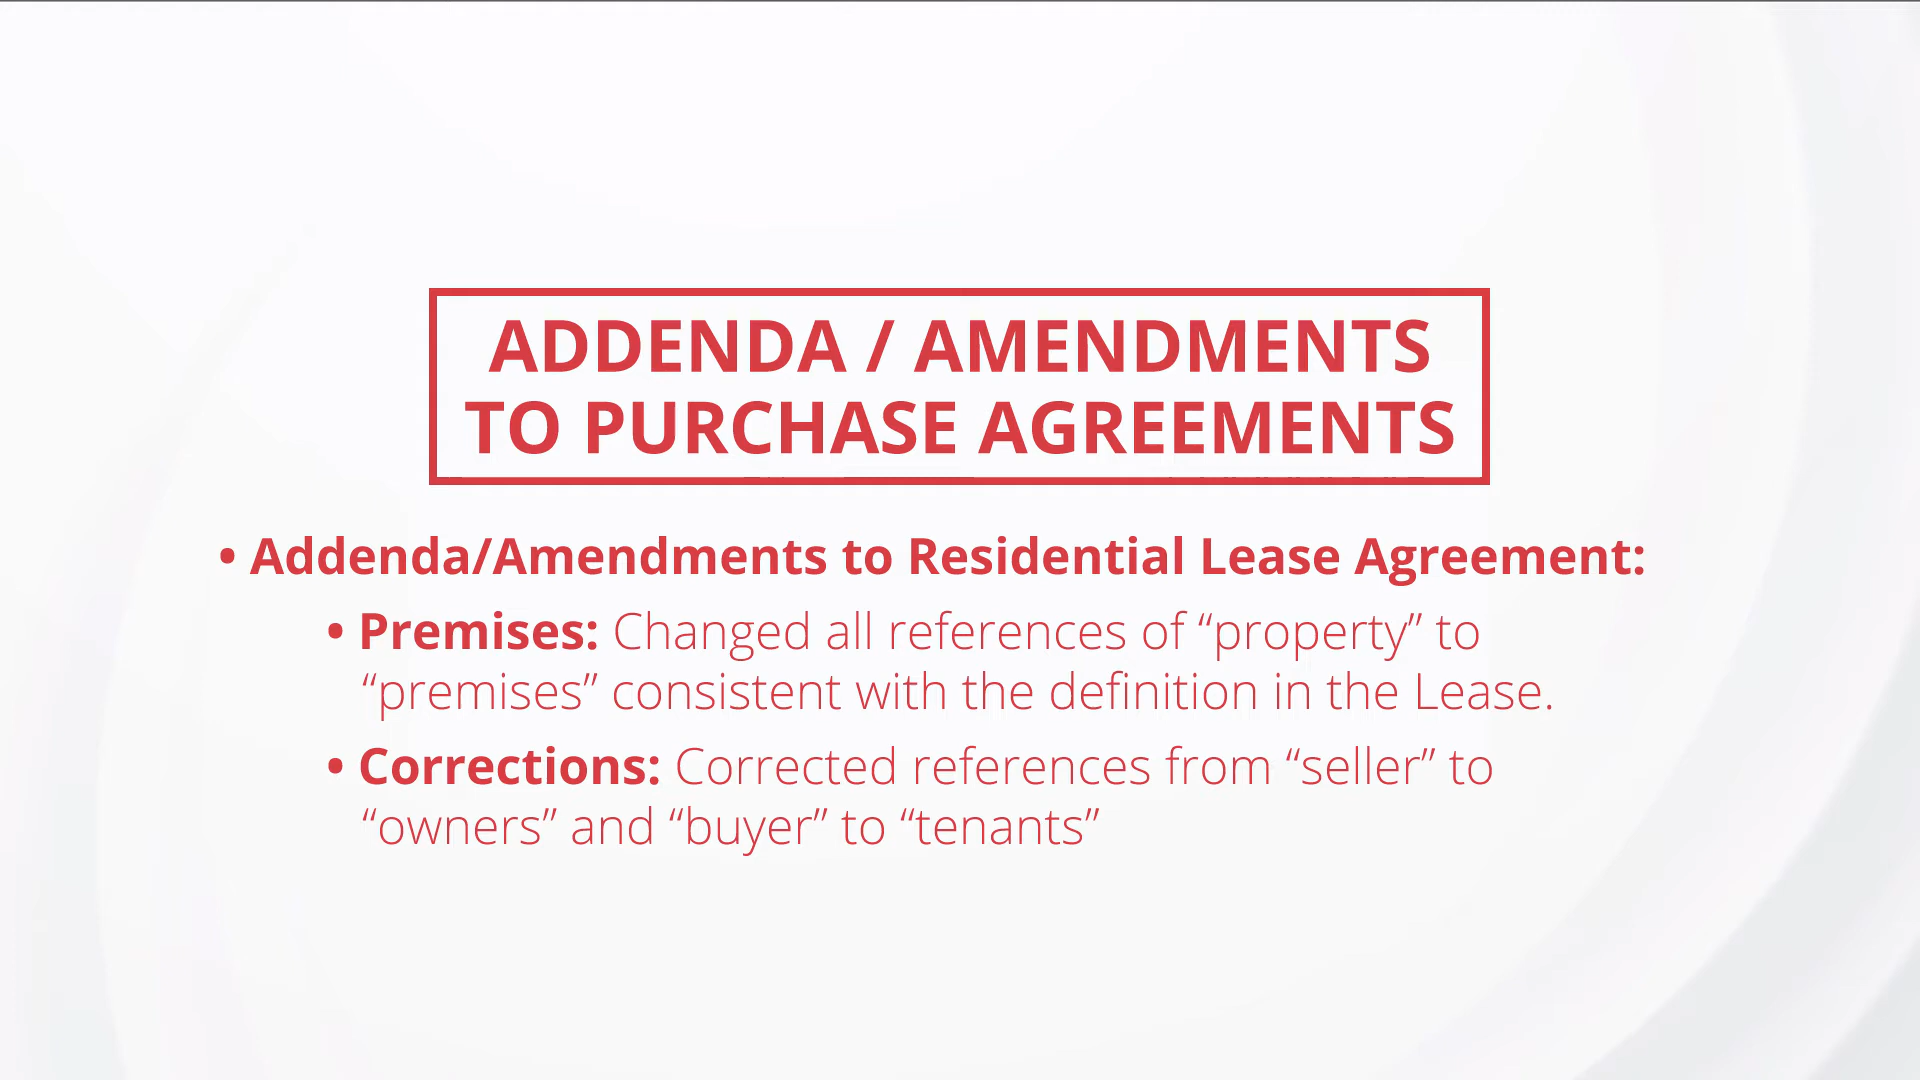 ADDENDA / AMENDMENTS
TO PURCHASE AGREEMENTS
• Addenda/Amendments to Residential Lease Agreement:
• Premises: Changed all references of “property” to
“premises” consistent with the definition in the Lease.
• Corrections: Corrected references from “seller” to
“owners” and “buyer” to “tenants”